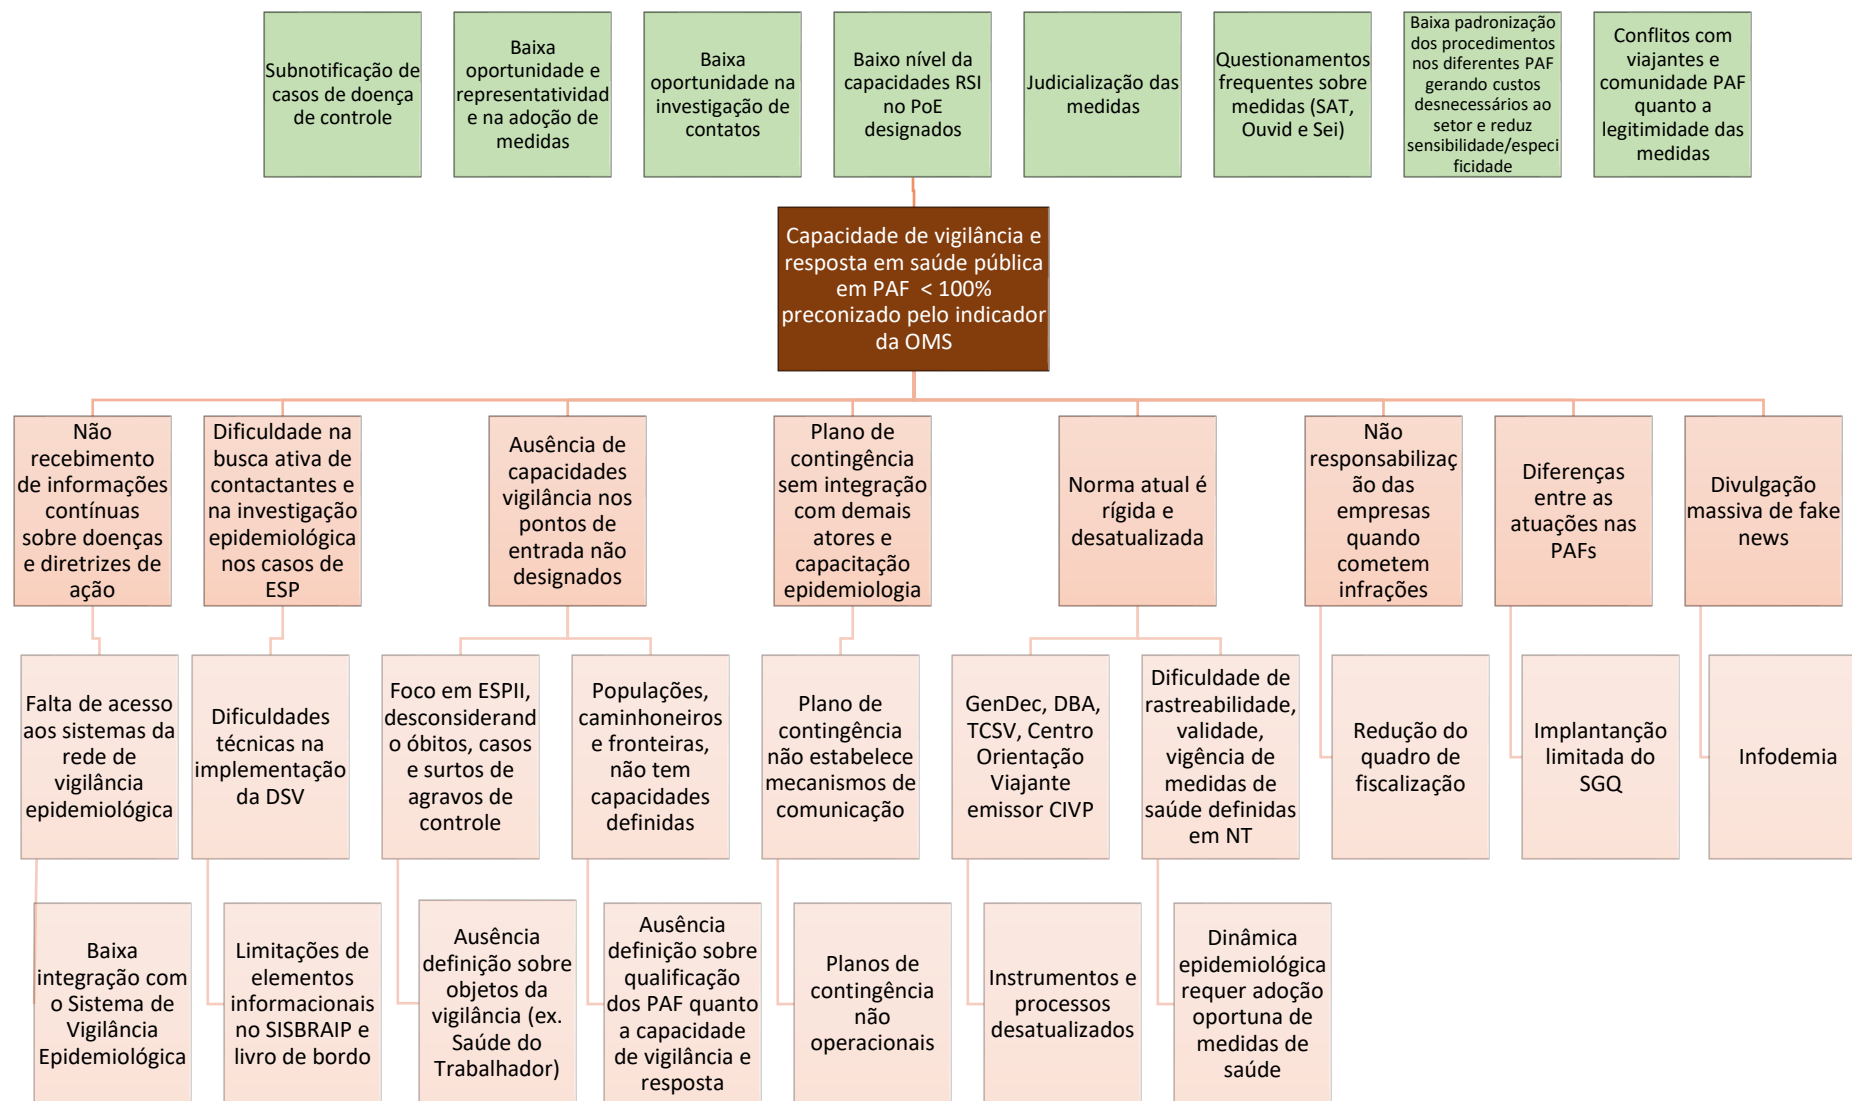 Subnotificação de
casos de doença
de controle
Baixa
oportunidade e
representatividad
e na adoção de
medidas
Baixa
oportunidade na
investigação de
contatos
Baixo nível da
capacidades RSI
no PoE
designados
Judicialização das
medidas
Questionamentos
frequentes sobre
medidas (SAT,
Ouvid e Sei)
Baixa padronização
dos procedimentos
nos diferentes PAF
gerando custos
desnecessários ao
setor e reduz
sensibilidade/especi
ficidade
Conflitos com
viajantes e
comunidade PAF
quanto a
legitimidade das
medidas
Capacidade de vigilância e
resposta em saúde pública
em PAF < 100%
preconizado pelo indicador
da OMS
Não
recebimento
de informações
contínuas
sobre doenças
e diretrizes de
ação
Dificuldade na
busca ativa de
contactantes e
na investigação
epidemiológica
nos casos de
ESP
Ausência de
capacidades
vigilância nos
pontos de
entrada não
designados
Plano de
contingência
sem integração
com demais
atores e
capacitação
epidemiologia
Norma atual é
rígida e
desatualizada
Não
responsabilizaç
ão das
empresas
quando
cometem
infrações
Diferenças
entre as
atuações nas
PAFs
Divulgação
massiva de fake
news
Falta de acesso
aos sistemas da
rede de
vigilância
epidemiológica
Dificuldades
técnicas na
implementação
da DSV
Foco em ESPII,
desconsiderand
o óbitos, casos
e surtos de
agravos de
controle
Populações,
caminhoneiros
e fronteiras,
não tem
capacidades
definidas
Plano de
contingência
não estabelece
mecanismos de
comunicação
GenDec, DBA,
TCSV, Centro
Orientação
Viajante
emissor CIVP
Dificuldade de
rastreabilidade,
validade,
vigência de
medidas de
saúde definidas
em NT
Redução do
quadro de
fiscalização
Implantanção
limitada do
SGQ
Infodemia
Baixa
integração com
o Sistema de
Vigilância
Epidemiológica
Limitações de
elementos
informacionais
no SISBRAIP e
livro de bordo
Ausência
definição sobre
objetos da
vigilância (ex.
Saúde do
Trabalhador)
Ausência
definição sobre
qualificação
dos PAF quanto
a capacidade
de vigilância e
resposta
Planos de
contingência
não
operacionais
Instrumentos e
processos
desatualizados
Dinâmica
epidemiológica
requer adoção
oportuna de
medidas de
saúde